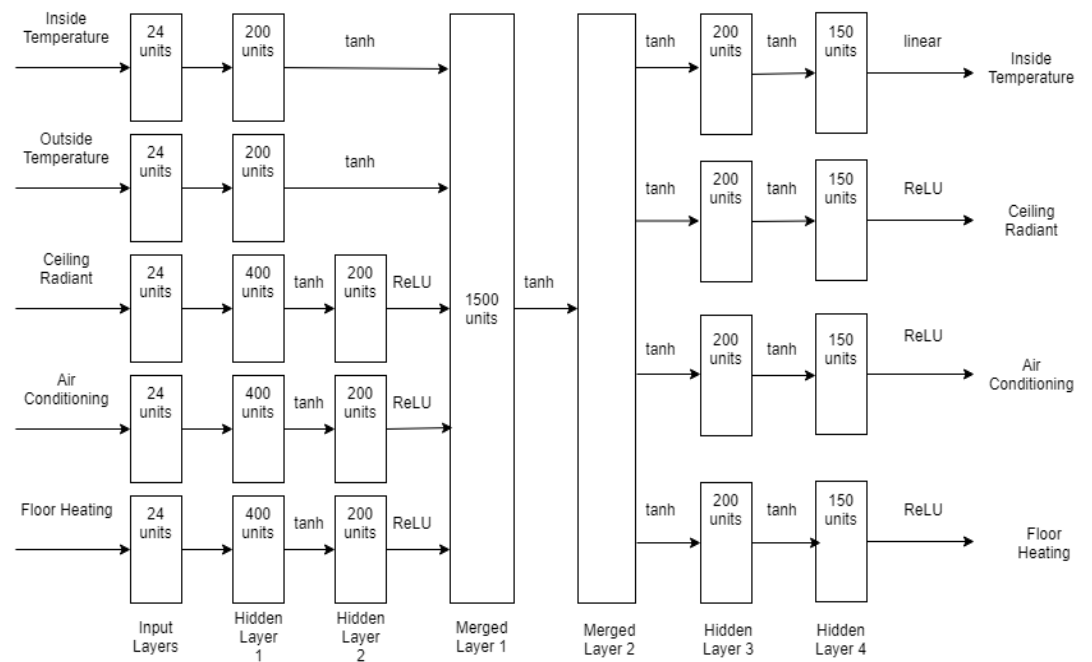 Inside
Temperature
24
units
200
units
tanh
tanh
200
units
tanh
150
units
linear
Inside
Temperature
Outside
Temperature
24
units
200
units
tanh
tanh
200
units
tanh
150
units
ReLU
Ceiling
Radiant
Ceiling
Radiant
24
units
400
units
tanh
200
units
ReLU
1500
units
tanh
tanh
200
units
tanh
150
units
ReLU
Air
Conditioning
Air
Conditioning
24
units
400
units
tanh
200
units
ReLU
Floor Heating
24
units
400
units
tanh
200
units
ReLU
tanh
200
units
tanh
150
units
ReLU
Floor
Heating
Input
Layers
Hidden
Layer
1
Hidden
Layer
2
Merged
Layer 1
Merged
Layer 2
Hidden
Layer 3
Hidden
Layer 4